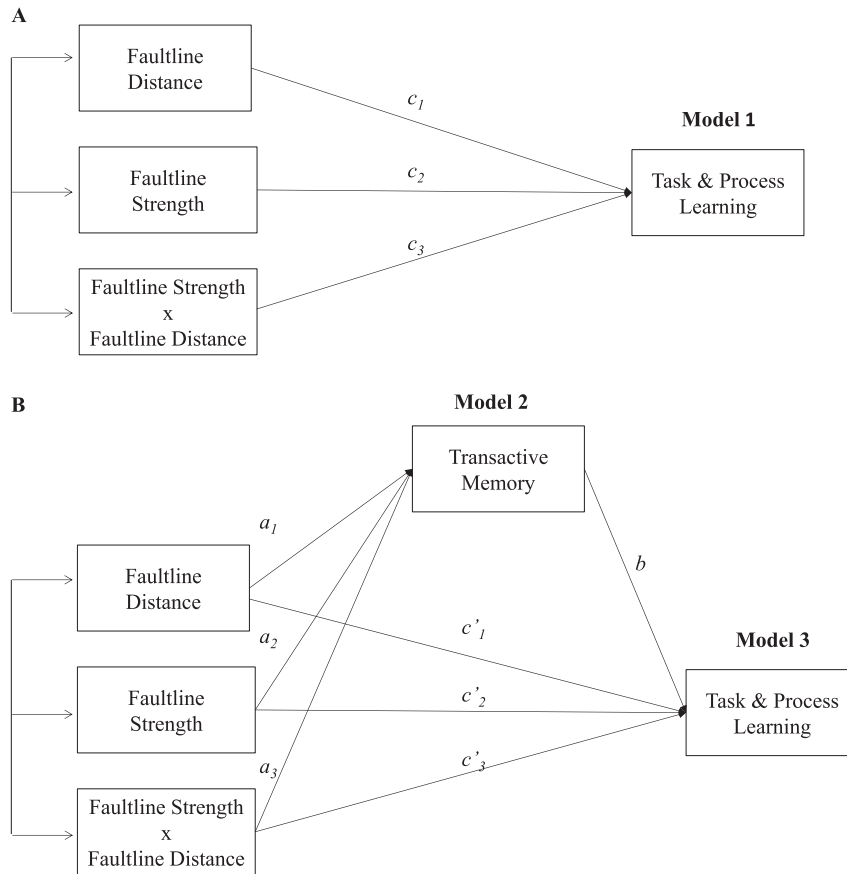 A
Faultline
Distance
c1
Model 1
Faultline
Strength
c2
Task & Process
Learning
c3
Faultline Strength
x
Faultline Distance
B
Model 2
Transactive
Memory
a1
b
Faultline
Distance
a2
c’1
Model 3
Faultline
Strength
c’2
Task & Process
Learning
a3
c’3
Faultline Strength
x
Faultline Distance